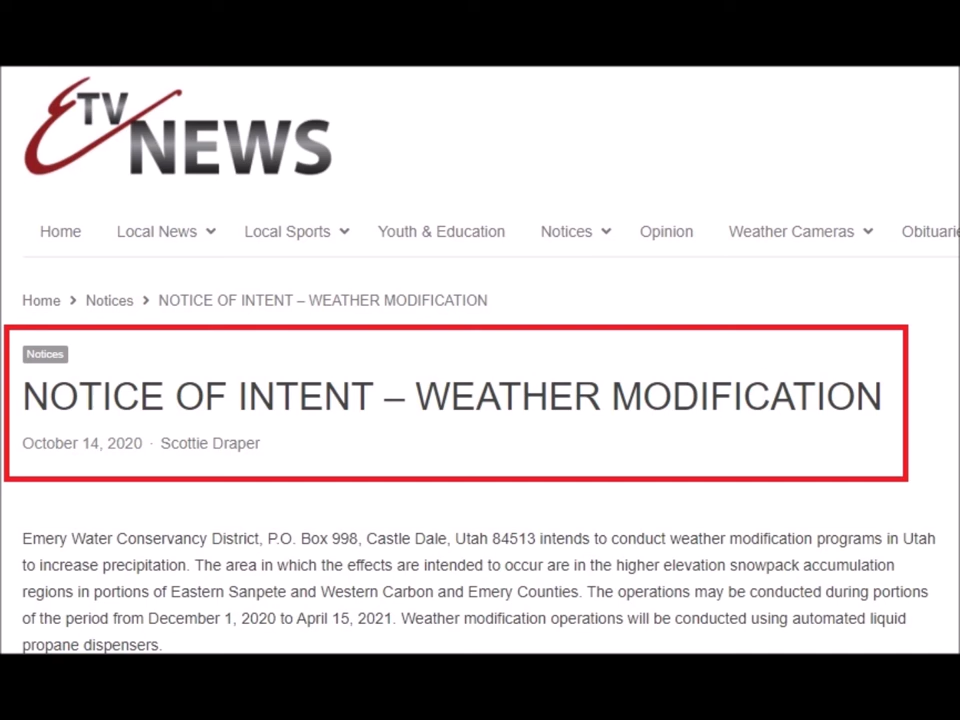 ETV NEWS
Home Local News Local Sports Youth & Education Notices Opinion Weather Cameras Obituarie
Home > Notices > NOTICE OF INTENT – WEATHER MODIFICATION
Notices
NOTICE OF INTENT – WEATHER MODIFICATION
October 14, 2020 · Scottie Draper
Emery Water Conservancy District, P.O. Box 998, Castle Dale, Utah 84513 intends to conduct weather modification programs in Utah
to increase precipitation. The area in which the effects are intended to occur are in the higher elevation snowpack accumulation
regions in portions of Eastern Sanpete and Western Carbon and Emery Counties. The operations may be conducted during portions
of the period from December 1, 2020 to April 15, 2021. Weather modification operations will be conducted using automated liquid
propane dispensers.